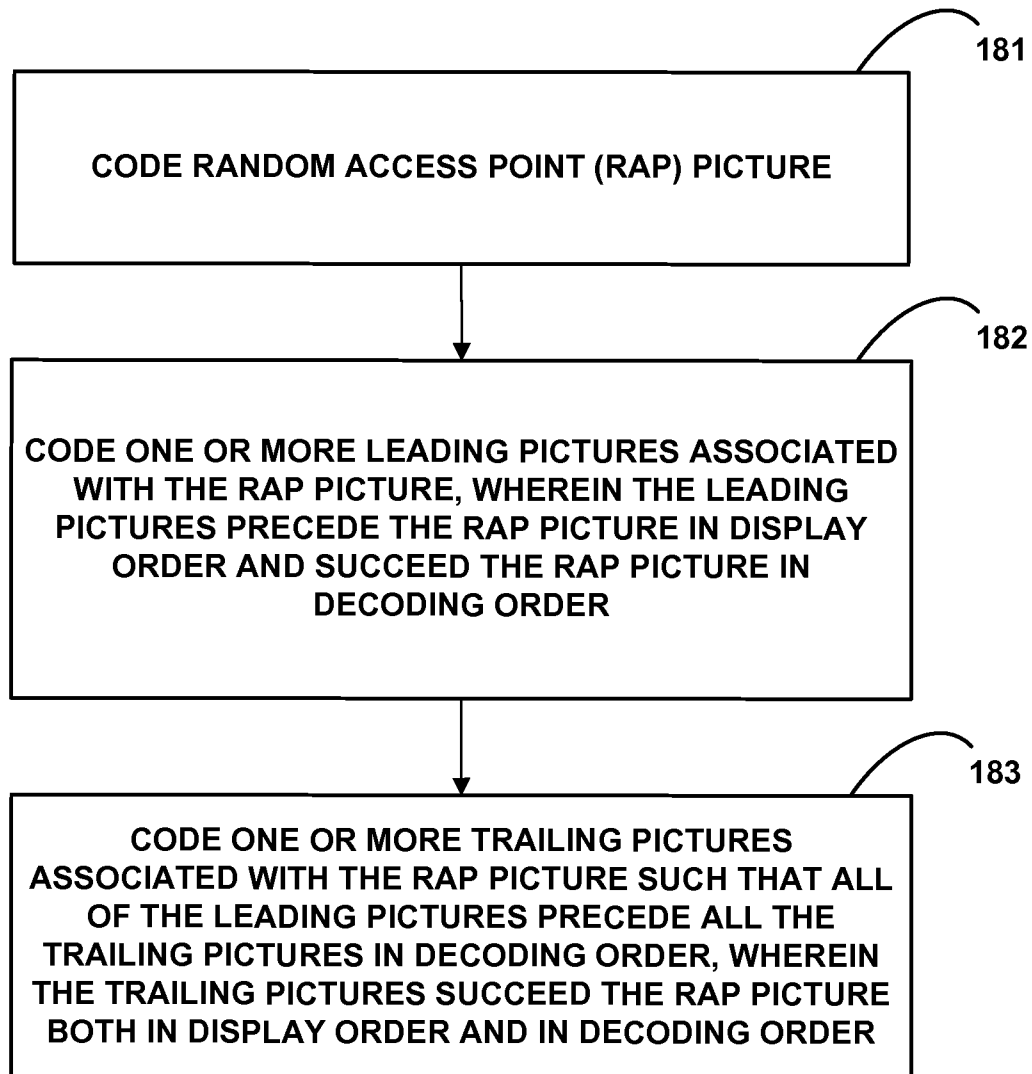 181
CODE RANDOM ACCESS POINT (RAP) PICTURE
182
CODE ONE OR MORE LEADING PICTURES ASSOCIATED
WITH THE RAP PICTURE, WHEREIN THE LEADING
PICTURES PRECEDE THE RAP PICTURE IN DISPLAY
ORDER AND SUCCEED THE RAP PICTURE IN
DECODING ORDER
183
CODE ONE OR MORE TRAILING PICTURES
ASSOCIATED WITH THE RAP PICTURE SUCH THAT ALL
OF THE LEADING PICTURES PRECEDE ALL THE
TRAILING PICTURES IN DECODING ORDER, WHEREIN
THE TRAILING PICTURES SUCCEED THE RAP PICTURE
BOTH IN DISPLAY ORDER AND IN DECODING ORDER